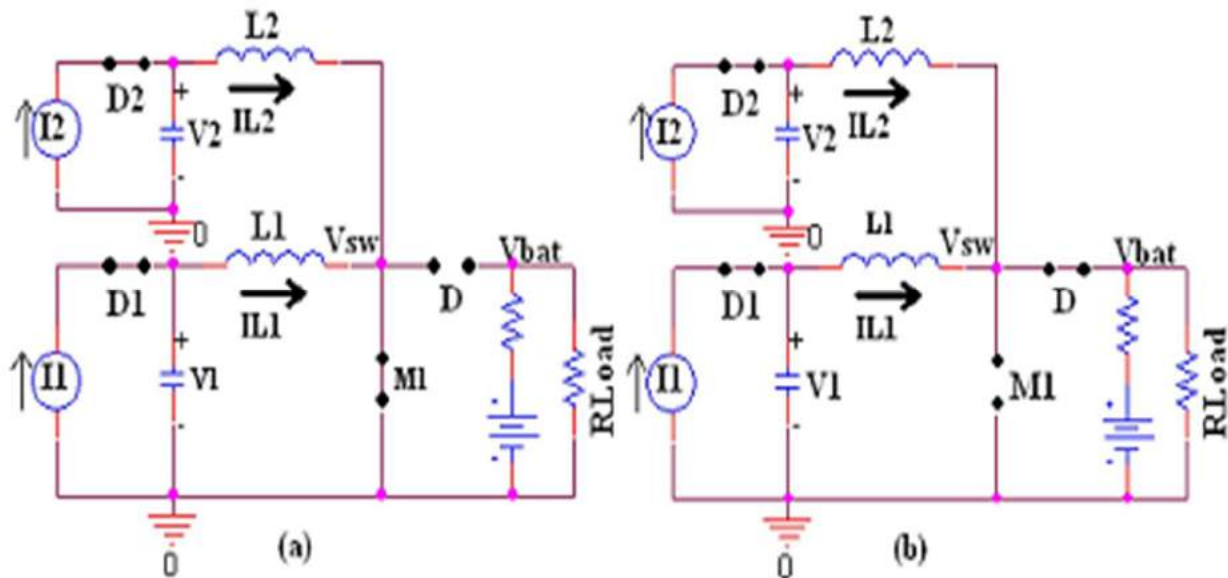 L2
D2
IL2
I2
+
V2
-
0
L1
Vsw
Vbat
D1
IL1
D
+
I1
V1
M1
-
RLoad
0
(a)
L2
D2
IL2
I2
+
V2
-
0
L1
Vsw
Vbat
D1
IL1
D
+
I1
V1
M1
-
RLoad
0
(b)